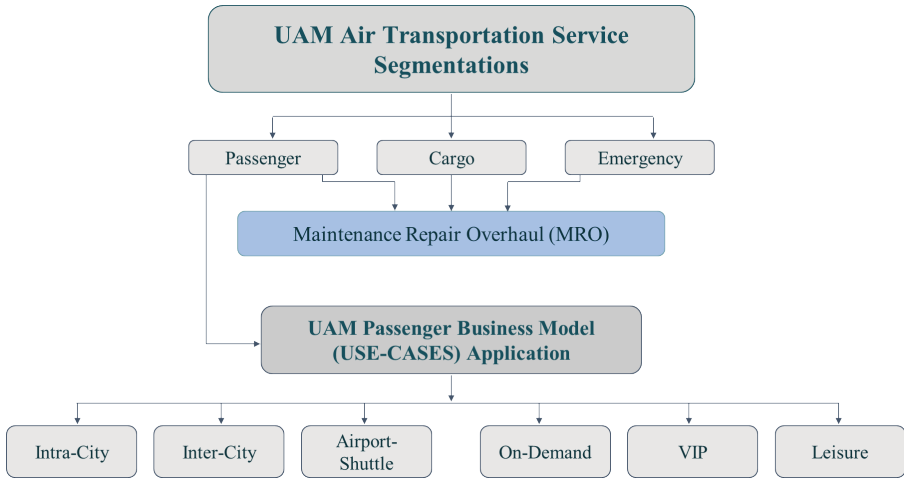 UAM Air Transportation Service
Segmentations
Passenger
Cargo
Emergency
Maintenance Repair Overhaul (MRO)
UAM Passenger Business Model
(USE-CASES) Application
Intra-City
Inter-City
Airport-
Shuttle
On-Demand
VIP
Leisure